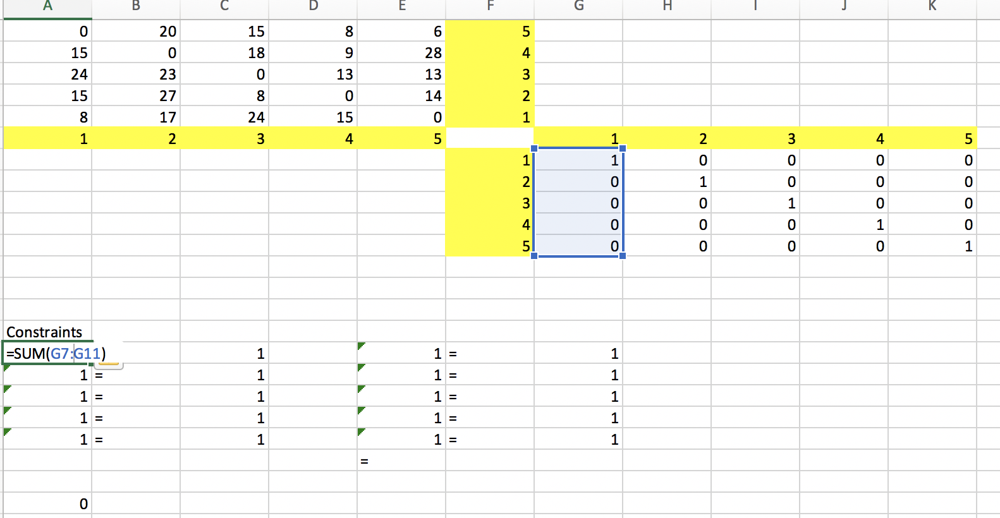 A B C D E F G H I J K
0 20 15 8 6 5
15 0 18 9 28 4
24 23 0 13 13 3
15 27 8 0 14 2
8 17 24 15 0 1
1 2 3 4 5 1 2 3 4 5
1 1 0 0 0 0
2 0 1 0 0 0
3 0 0 1 0 0
4 0 0 0 1 0
5 0 0 0 0 1
Constraints
=SUM(G7:G11) 1 1 = 1
1 = 1 1 = 1
1 = 1 1 = 1
1 = 1 1 = 1
1 = 1 1 = 1
=
0